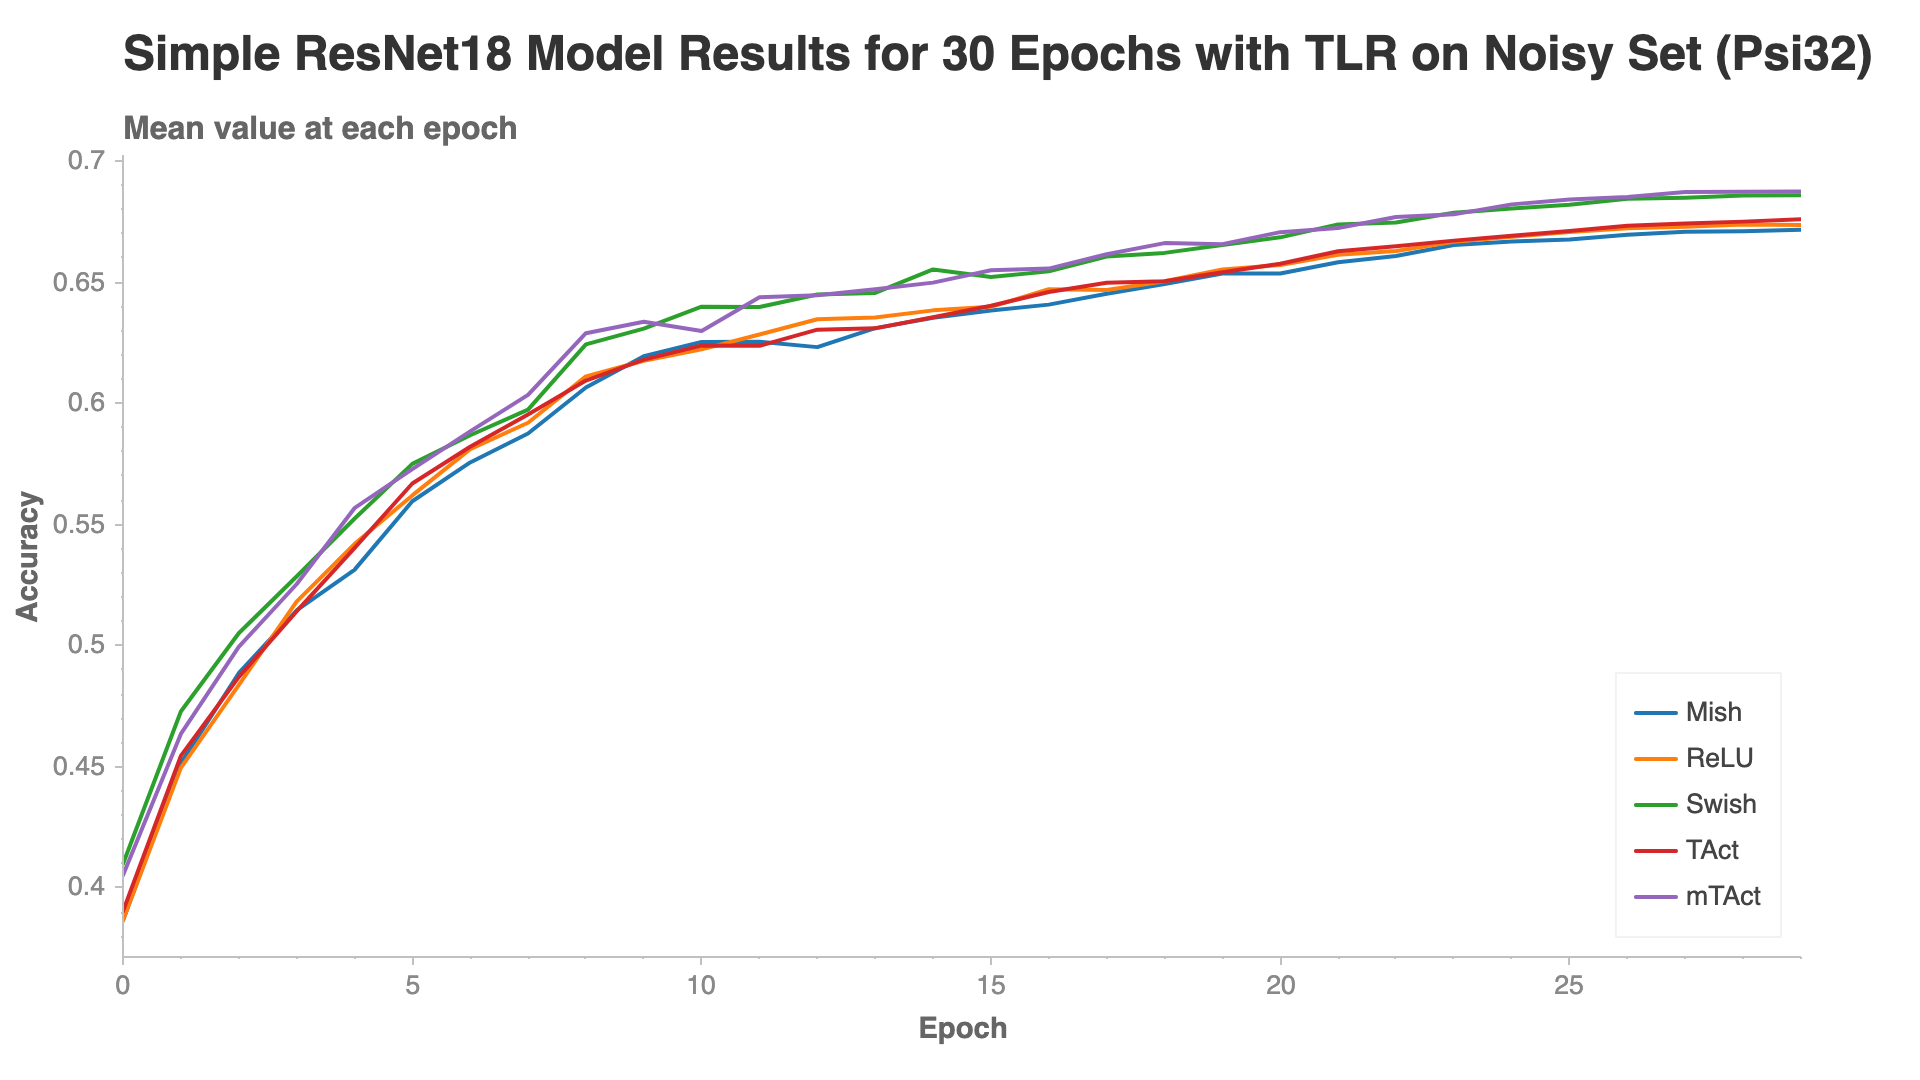 Simple ResNet18 Model Results for 30 Epochs with TLR on Noisy Set (Psi32)
Mean value at each epoch
0.7
0.65
0.6
0.55
0.5
0.45
0.4
Accuracy
Mish
ReLU
Swish
TAct
mTAct
0 5 10 15 20 25
Epoch